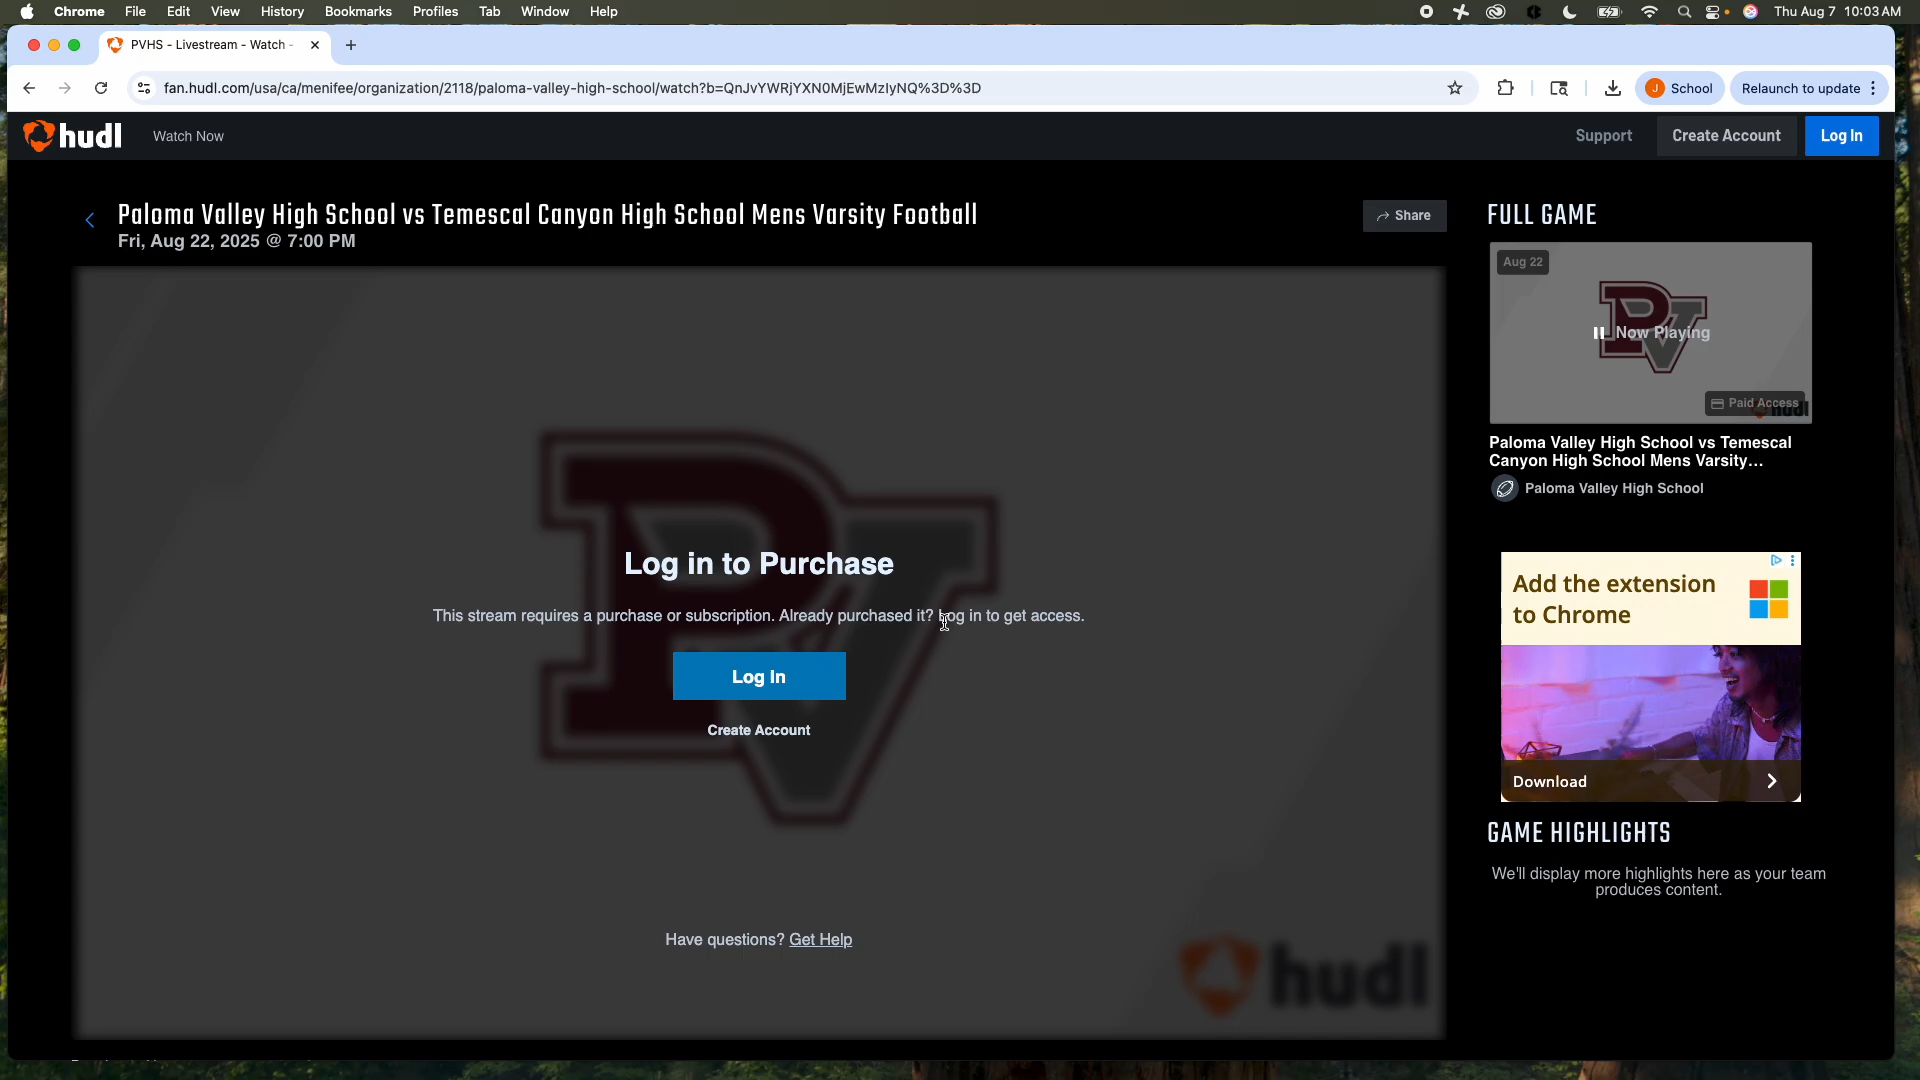 Chrome File Edit View History Bookmarks Profiles Tab Window Help Thu Aug 7 10:03 AM
PVHS - Livestream - Watch -
fan.hudl.com/usa/ca/menifee/organization/2118/paloma-valley-high-school/watch?b=QnJvYWRjYXN0MjEwMzIyNQ%3D%3D J School Relaunch to update
hudl Watch Now Support Create Account Log In
Paloma Valley High School vs Temescal Canyon High School Mens Varsity Football
Fri, Aug 22, 2025 @ 7:00 PM
Share
PV
Log in to Purchase
This stream requires a purchase or subscription. Already purchased it? Log in to get access.
Log In
Create Account
Have questions? Get Help
hudl
FULL GAME
Aug 22
PV
Now Playing
Paid Access
hudl
Paloma Valley High School vs Temescal
Canyon High School Mens Varsity...
Paloma Valley High School
Add the extension
to Chrome
Download
GAME HIGHLIGHTS
We'll display more highlights here as your team
produces content.